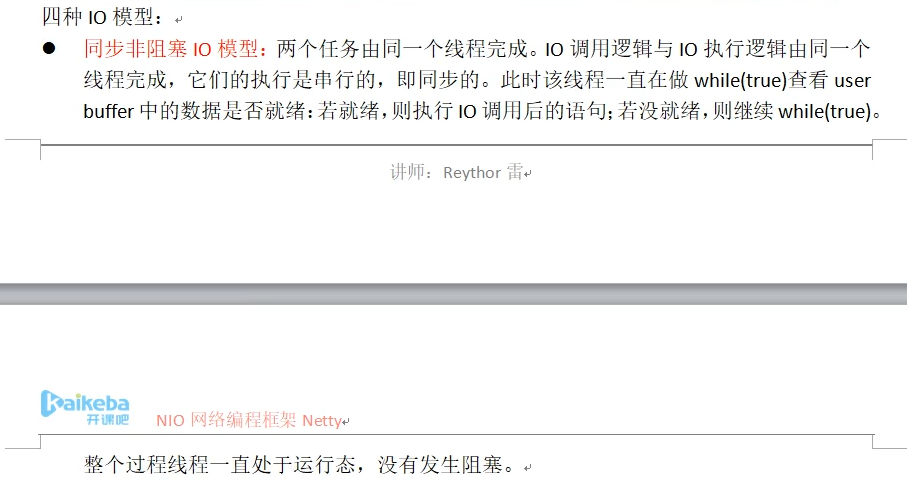 四种 IO 模型：
● 同步非阻塞 IO 模型：两个任务由同一个线程完成。IO 调用逻辑与 IO 执行逻辑由同一个
线程完成，它们的执行是串行的，即同步的。此时该线程一直在做 while(true)查看 user
buffer 中的数据是否就绪：若就绪，则执行 IO 调用后的语句；若没就绪，则继续 while(true)。
讲师：Reythor 雷
Kaikeba
开课吧
NIO 网络编程框架 Netty
整个过程线程一直处于运行态，没有发生阻塞。